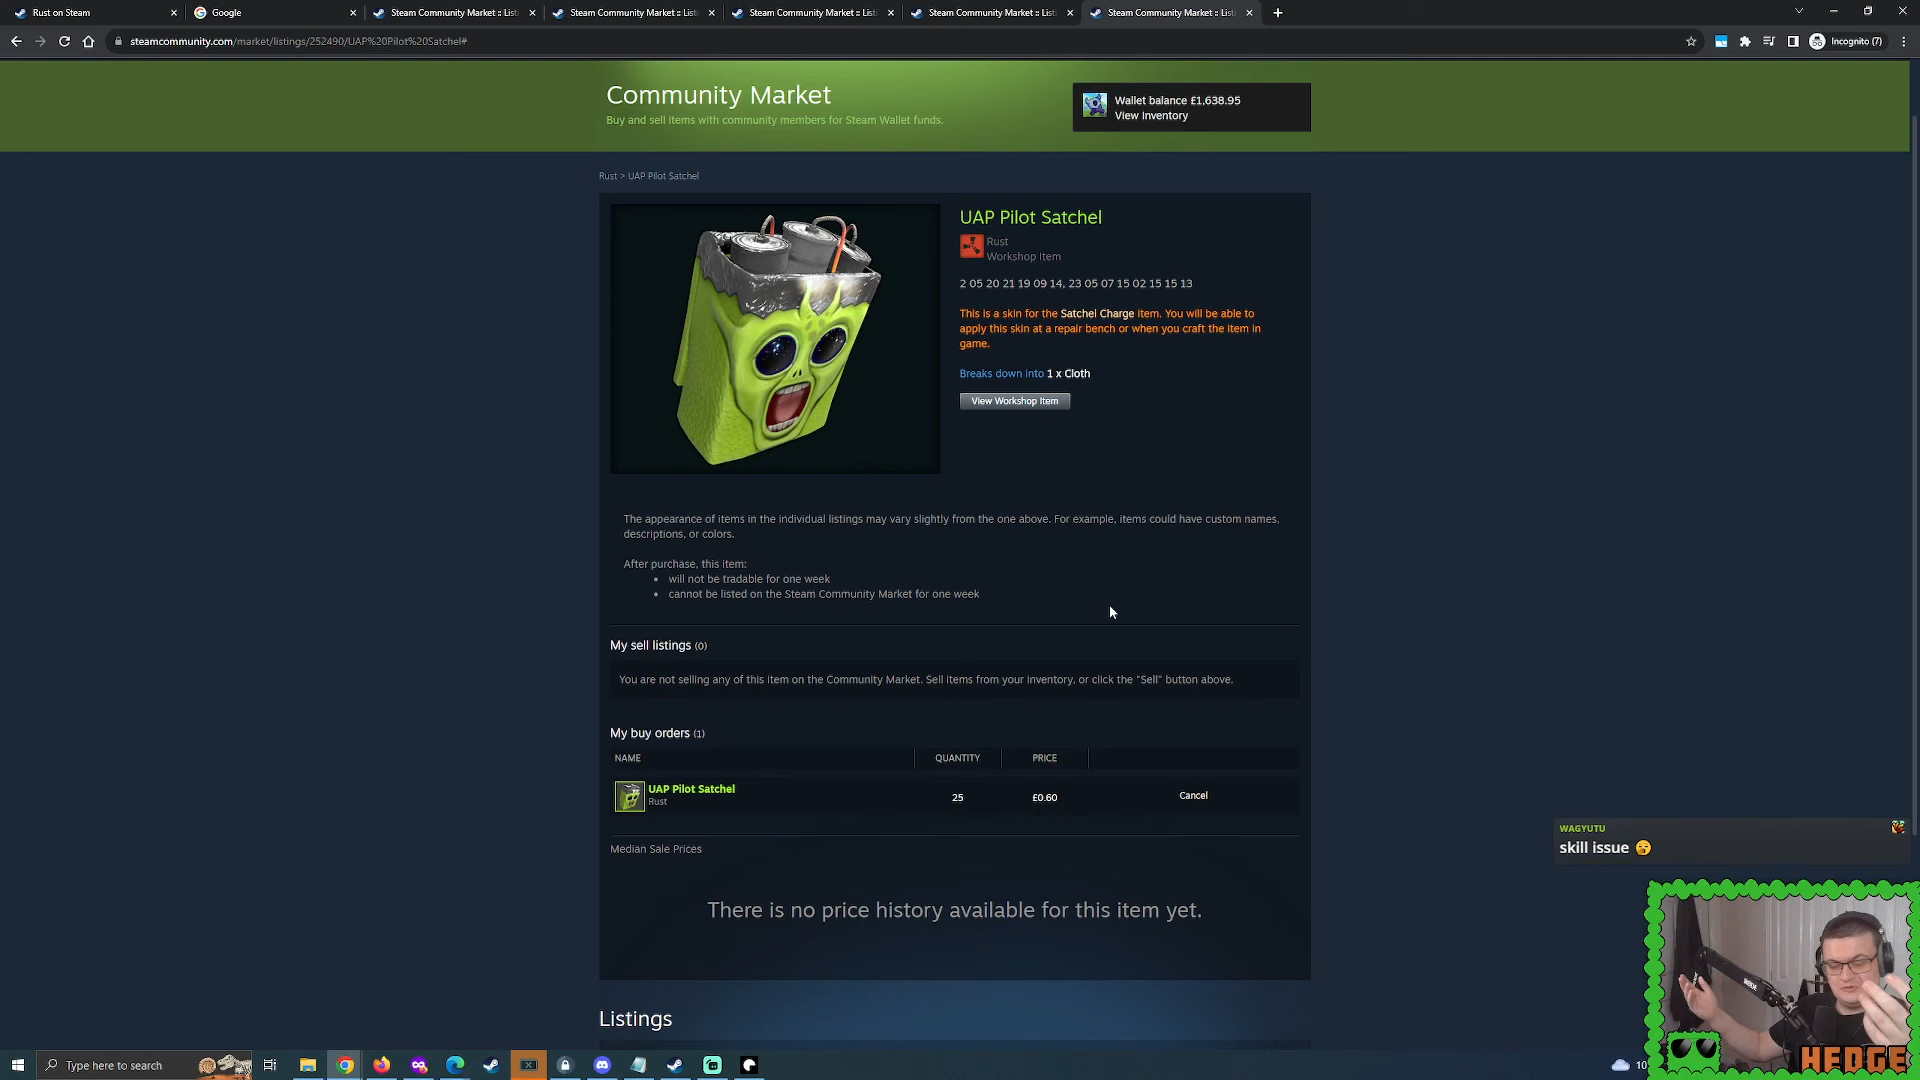 Rust on Steam
Google
Steam Community Market :: Listi
Steam Community Market :: Listi
Steam Community Market :: Listi
Steam Community Market :: Listi
Steam Community Market :: Listi
steamcommunity.com/market/listings/252490/UAP%20Pilot%20Satchel#
Incognito (7)
Community Market
Buy and sell items with community members for Steam Wallet funds.
Wallet balance £1,638.95
View Inventory
Rust > UAP Pilot Satchel
UAP Pilot Satchel
Rust
Workshop Item
2 05 20 21 19 09 14, 23 05 07 15 02 15 15 13
This is a skin for the Satchel Charge item. You will be able to
apply this skin at a repair bench or when you craft the item in
game.
Breaks down into 1 x Cloth
View Workshop Item
The appearance of items in the individual listings may vary slightly from the one above. For example, items could have custom names,
descriptions, or colors.
After purchase, this item:
• will not be tradable for one week
• cannot be listed on the Steam Community Market for one week
My sell listings (0)
You are not selling any of this item on the Community Market. Sell items from your inventory, or click the "Sell" button above.
My buy orders (1)
NAME QUANTITY PRICE
UAP Pilot Satchel
Rust
25 £0.60 Cancel
Median Sale Prices
There is no price history available for this item yet.
Listings
WAGYUTU
skill issue
RODE
HEDGE
Type here to search
10